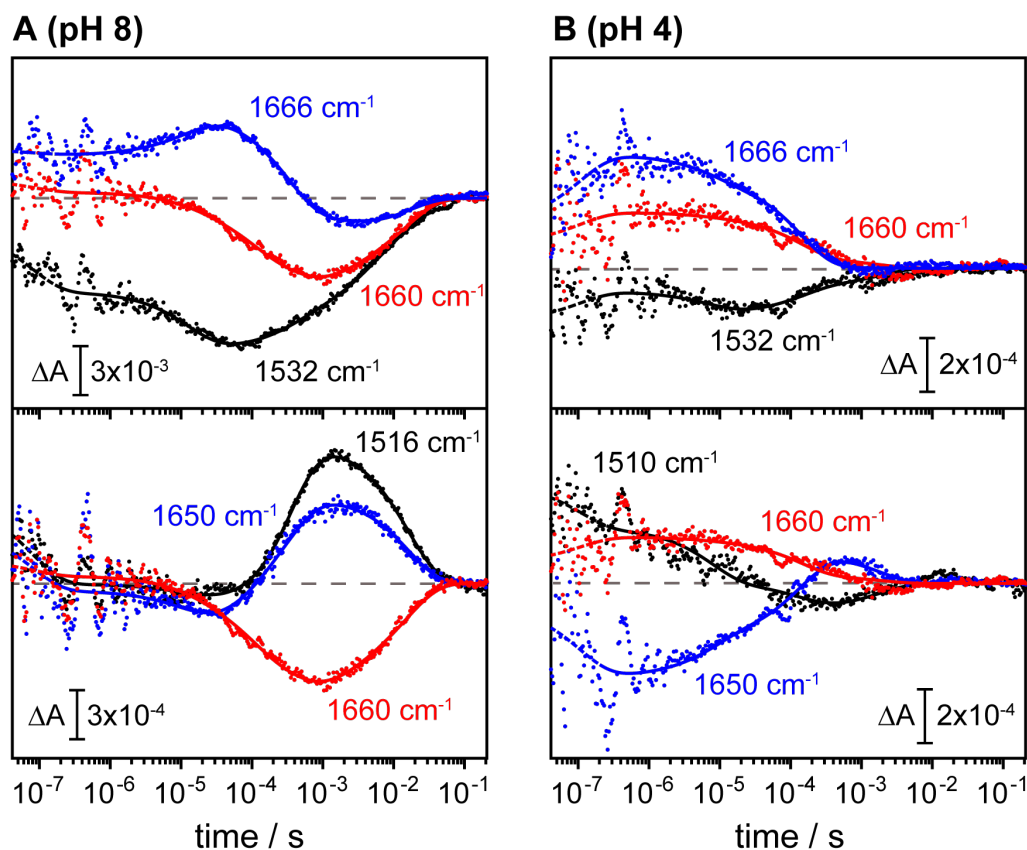 A (pH 8)
1666 cm⁻¹
1660 cm⁻¹
1532 cm⁻¹
ΔA 3x10⁻³
1516 cm⁻¹
1650 cm⁻¹
1660 cm⁻¹
ΔA 3x10⁻⁴
10⁻⁷ 10⁻⁶ 10⁻⁵ 10⁻⁴ 10⁻³ 10⁻² 10⁻¹
time / s
B (pH 4)
1666 cm⁻¹
1660 cm⁻¹
1532 cm⁻¹
ΔA 2x10⁻⁴
1510 cm⁻¹
1660 cm⁻¹
1650 cm⁻¹
ΔA 2x10⁻⁴
10⁻⁷ 10⁻⁶ 10⁻⁵ 10⁻⁴ 10⁻³ 10⁻² 10⁻¹
time / s